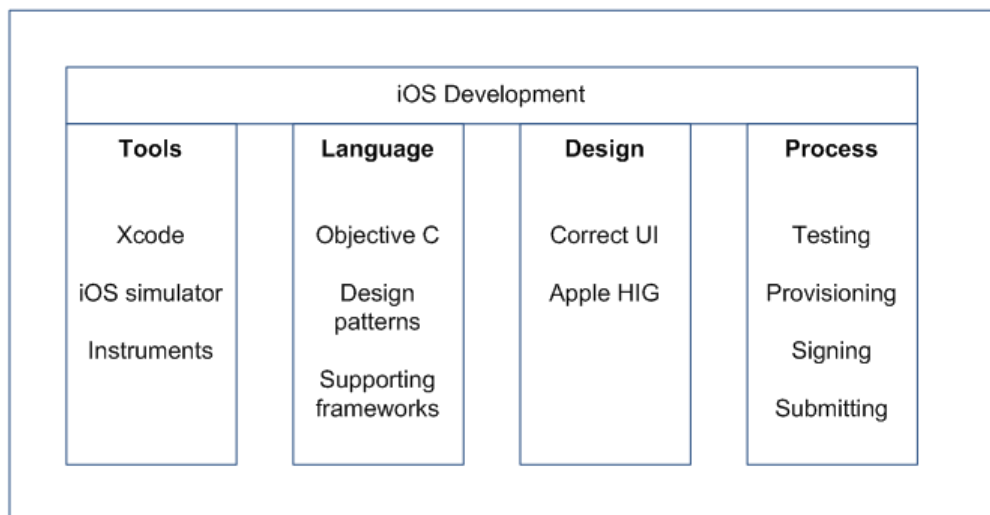 iOS Development
Tools
Xcode
iOS simulator
Instruments
Language
Objective C
Design
patterns
Supporting
frameworks
Design
Correct UI
Apple HIG
Process
Testing
Provisioning
Signing
Submitting